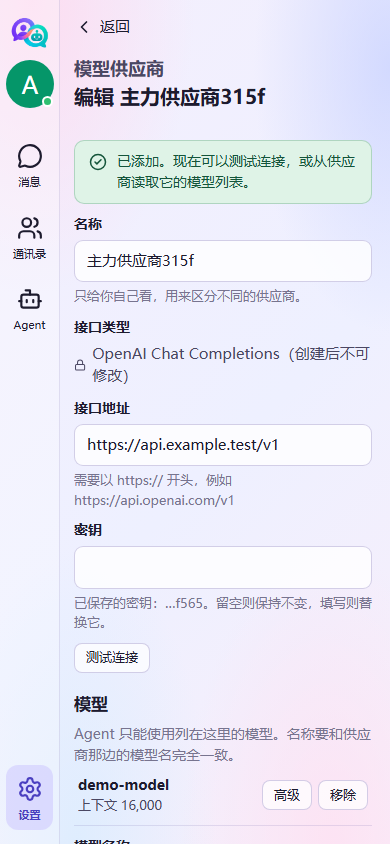 返回
模型供应商
编辑 主力供应商315f
A
已添加。现在可以测试连接，或从供应
商读取它的模型列表。
消息
名称
主力供应商315f
通讯录
只给你自己看，用来区分不同的供应商。
Agent
接口类型
OpenAI Chat Completions（创建后不可
修改）
接口地址
https://api.example.test/v1
需要以 https:// 开头，例如
https://api.openai.com/v1
密钥
已保存的密钥：…f565。留空则保持不变，填写则替
换它。
测试连接
模型
Agent 只能使用列在这里的模型。名称要和供应
商那边的模型名完全一致。
demo-model
上下文 16,000
高级
移除
设置
模型名称